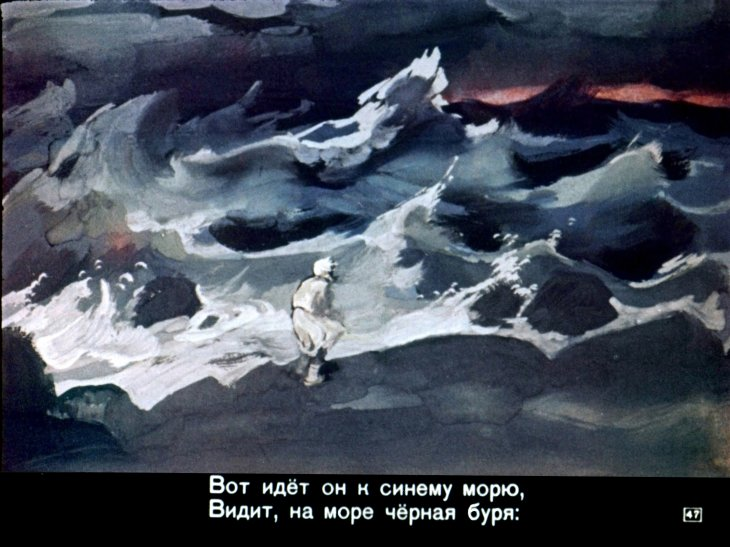 Вот идёт он к синему морю,
Видит, на море чёрная буря:
47